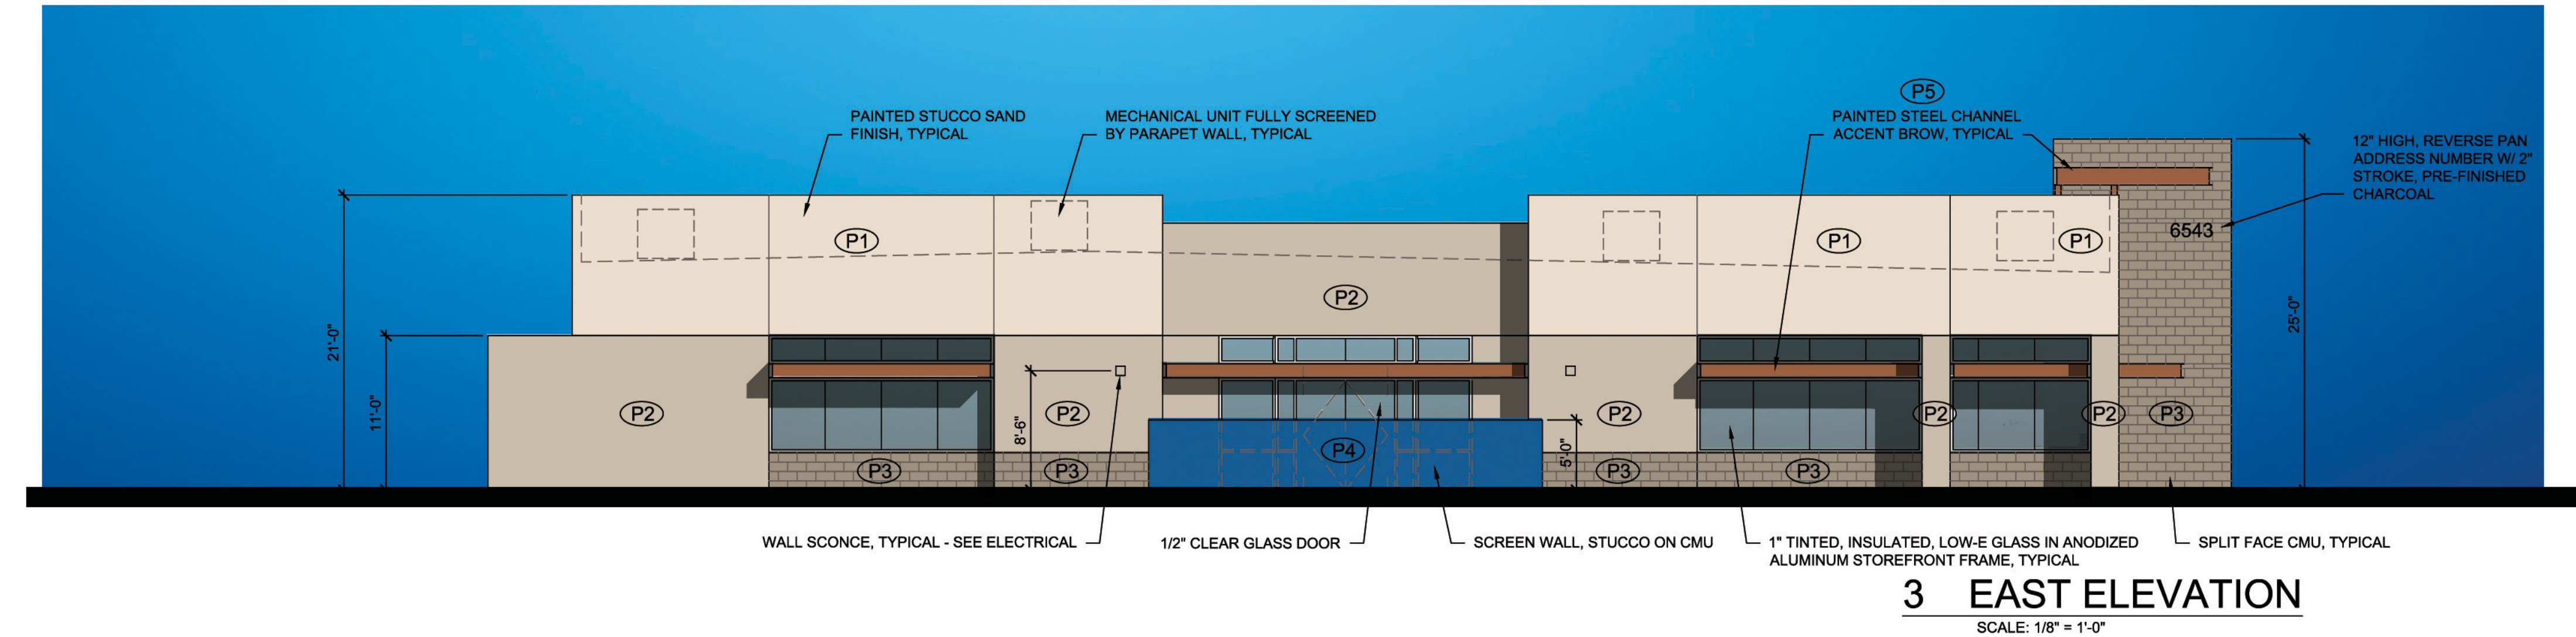 P5
PAINTED STUCCO SAND
FINISH, TYPICAL
MECHANICAL UNIT FULLY SCREENED
BY PARAPET WALL, TYPICAL
PAINTED STEEL CHANNEL
ACCENT BROW, TYPICAL
12" HIGH, REVERSE PAN
ADDRESS NUMBER W/ 2"
STROKE, PRE-FINISHED
CHARCOAL
6543
P1
P1
P1
P2
21'-0"
11'-0"
8'-6"
5'-0"
25'-0"
P2
P2
P2
P2
P2
P3
P4
P3
P3
P3
P3
WALL SCONCE, TYPICAL - SEE ELECTRICAL
1/2" CLEAR GLASS DOOR
SCREEN WALL, STUCCO ON CMU
1" TINTED, INSULATED, LOW-E GLASS IN ANODIZED
ALUMINUM STOREFRONT FRAME, TYPICAL
SPLIT FACE CMU, TYPICAL
3 EAST ELEVATION
SCALE: 1/8" = 1'-0"